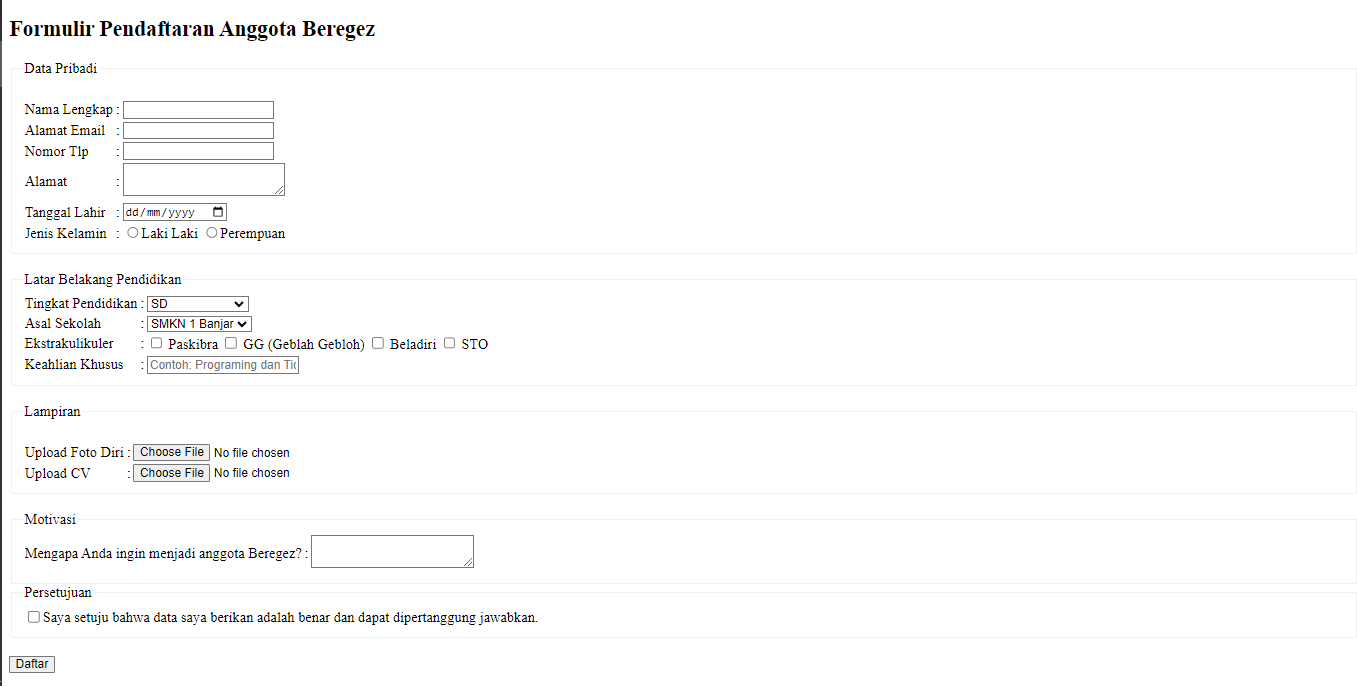 Formulir Pendaftaran Anggota Beregez
Data Pribadi
Nama Lengkap :
Alamat Email :
Nomor Tlp :
Alamat :
Tanggal Lahir : dd/mm/yyyy
Jenis Kelamin : Laki Laki Perempuan
Latar Belakang Pendidikan
Tingkat Pendidikan : SD
Asal Sekolah : SMKN 1 Banjar
Ekstrakulikuler : Paskibra GG (Geblah Gebloh) Beladiri STO
Keahlian Khusus : Contoh: Programing dan Tic
Lampiran
Upload Foto Diri : Choose File No file chosen
Upload CV : Choose File No file chosen
Motivasi
Mengapa Anda ingin menjadi anggota Beregez? :
Persetujuan
Saya setuju bahwa data saya berikan adalah benar dan dapat dipertanggung jawabkan.
Daftar